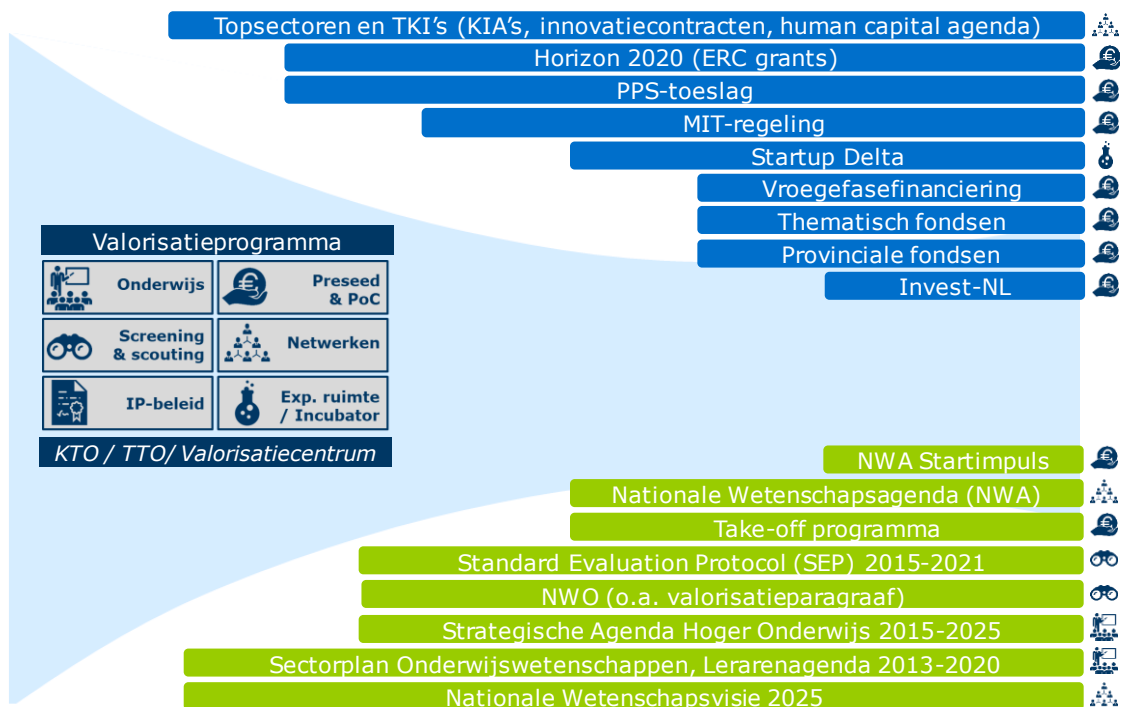 Topsectoren en TKI's (KIA's, innovatiecontracten, human capital agenda)
Horizon 2020 (ERC grants)
PPS-toeslag
MIT-regeling
Startup Delta
Vroegefasefinanciering
Thematisch fondsen
Provinciale fondsen
Invest-NL
Valorisatieprogramma
Onderwijs
Preseed
& PoC
Screening
& scouting
Netwerken
IP-beleid
Exp. ruimte
/ Incubator
KTO / TTO/ Valorisatiecentrum
NWA Startimpuls
Nationale Wetenschapsagenda (NWA)
Take-off programma
Standard Evaluation Protocol (SEP) 2015-2021
NWO (o.a. valorisatieparagraaf)
Strategische Agenda Hoger Onderwijs 2015-2025
Sectorplan Onderwijswetenschappen, Lerarenagenda 2013-2020
Nationale Wetenschapsvisie 2025